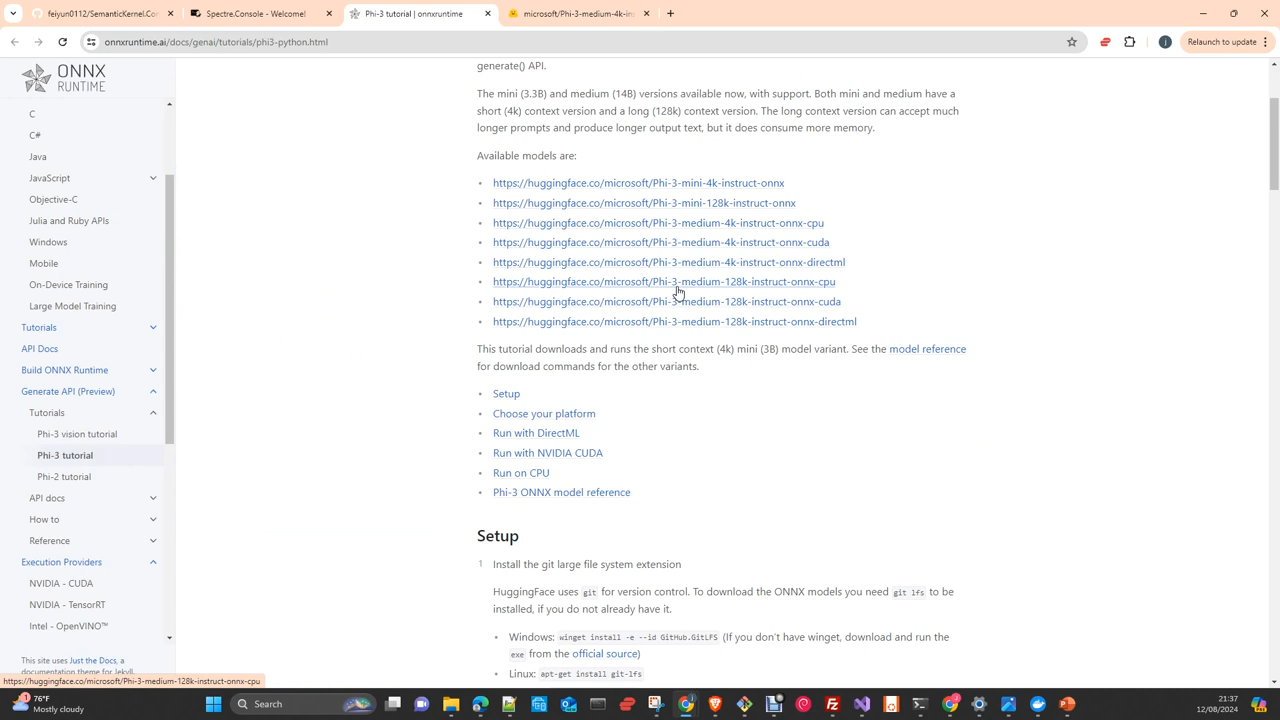 feiyun0112/SemanticKernel.Con
Spectre.Console - Welcome!
Phi-3 tutorial | onnxruntime
microsoft/Phi-3-medium-4k-ins
onnxruntime.ai/docs/genai/tutorials/phi3-python.html
Relaunch to update
ONNX
RUNTIME
C
C#
Java
JavaScript
Objective-C
Julia and Ruby APIs
Windows
Mobile
On-Device Training
Large Model Training
Tutorials
API Docs
Build ONNX Runtime
Generate API (Preview)
Tutorials
Phi-3 vision tutorial
Phi-3 tutorial
Phi-2 tutorial
API docs
How to
Reference
Execution Providers
NVIDIA - CUDA
NVIDIA - TensorRT
Intel - OpenVINO™
This site uses Just the Docs, a
documentation theme for Jekyll.
https://huggingface.co/microsoft/Phi-3-medium-128k-instruct-onnx-cpu
generate() API.
The mini (3.3B) and medium (14B) versions available now, with support. Both mini and medium have a
short (4k) context version and a long (128k) context version. The long context version can accept much
longer prompts and produce longer output text, but it does consume more memory.
Available models are:
https://huggingface.co/microsoft/Phi-3-mini-4k-instruct-onnx
https://huggingface.co/microsoft/Phi-3-mini-128k-instruct-onnx
https://huggingface.co/microsoft/Phi-3-medium-4k-instruct-onnx-cpu
https://huggingface.co/microsoft/Phi-3-medium-4k-instruct-onnx-cuda
https://huggingface.co/microsoft/Phi-3-medium-4k-instruct-onnx-directml
https://huggingface.co/microsoft/Phi-3-medium-128k-instruct-onnx-cpu
https://huggingface.co/microsoft/Phi-3-medium-128k-instruct-onnx-cuda
https://huggingface.co/microsoft/Phi-3-medium-128k-instruct-onnx-directml
This tutorial downloads and runs the short context (4k) mini (3B) model variant. See the model reference
for download commands for the other variants.
Setup
Choose your platform
Run with DirectML
Run with NVIDIA CUDA
Run on CPU
Phi-3 ONNX model reference
Setup
1 Install the git large file system extension
HuggingFace uses git for version control. To download the ONNX models you need git lfs to be
installed, if you do not already have it.
Windows: winget install -e --id GitHub.GitLFS (If you don't have winget, download and run the
exe from the official source)
Linux: apt-get install git-lfs
76°F
Mostly cloudy
Search
21:37
12/08/2024